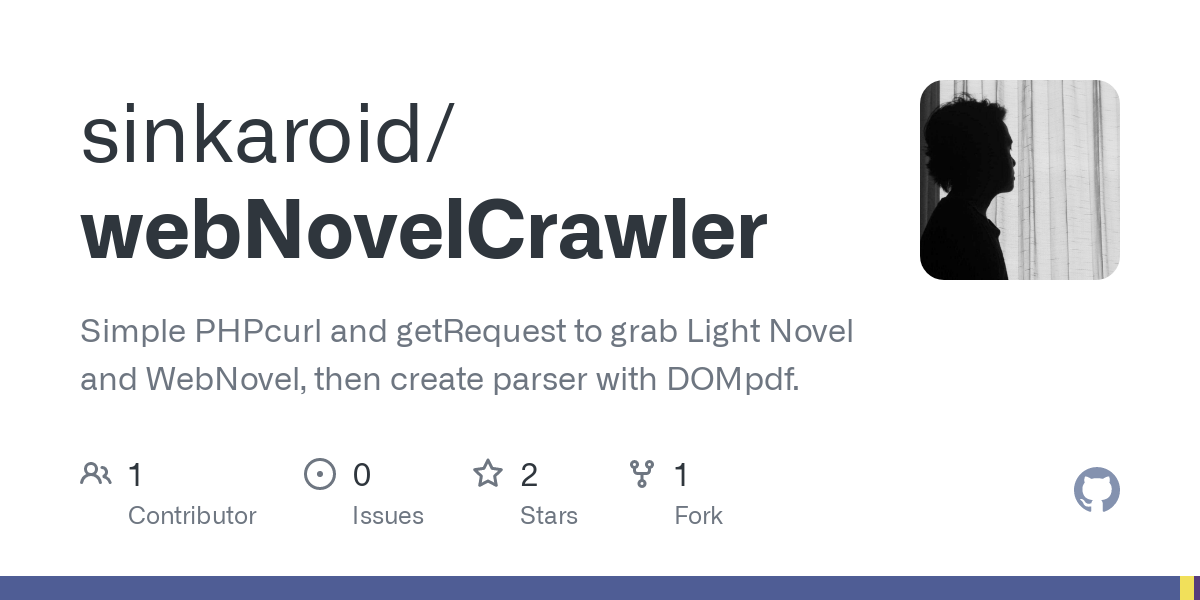 sinkaroid/
webNovelCrawler
Simple PHPcurl and getRequest to grab Light Novel
and WebNovel, then create parser with DOMpdf.
1 0 2 1
Contributor Issues Stars Fork